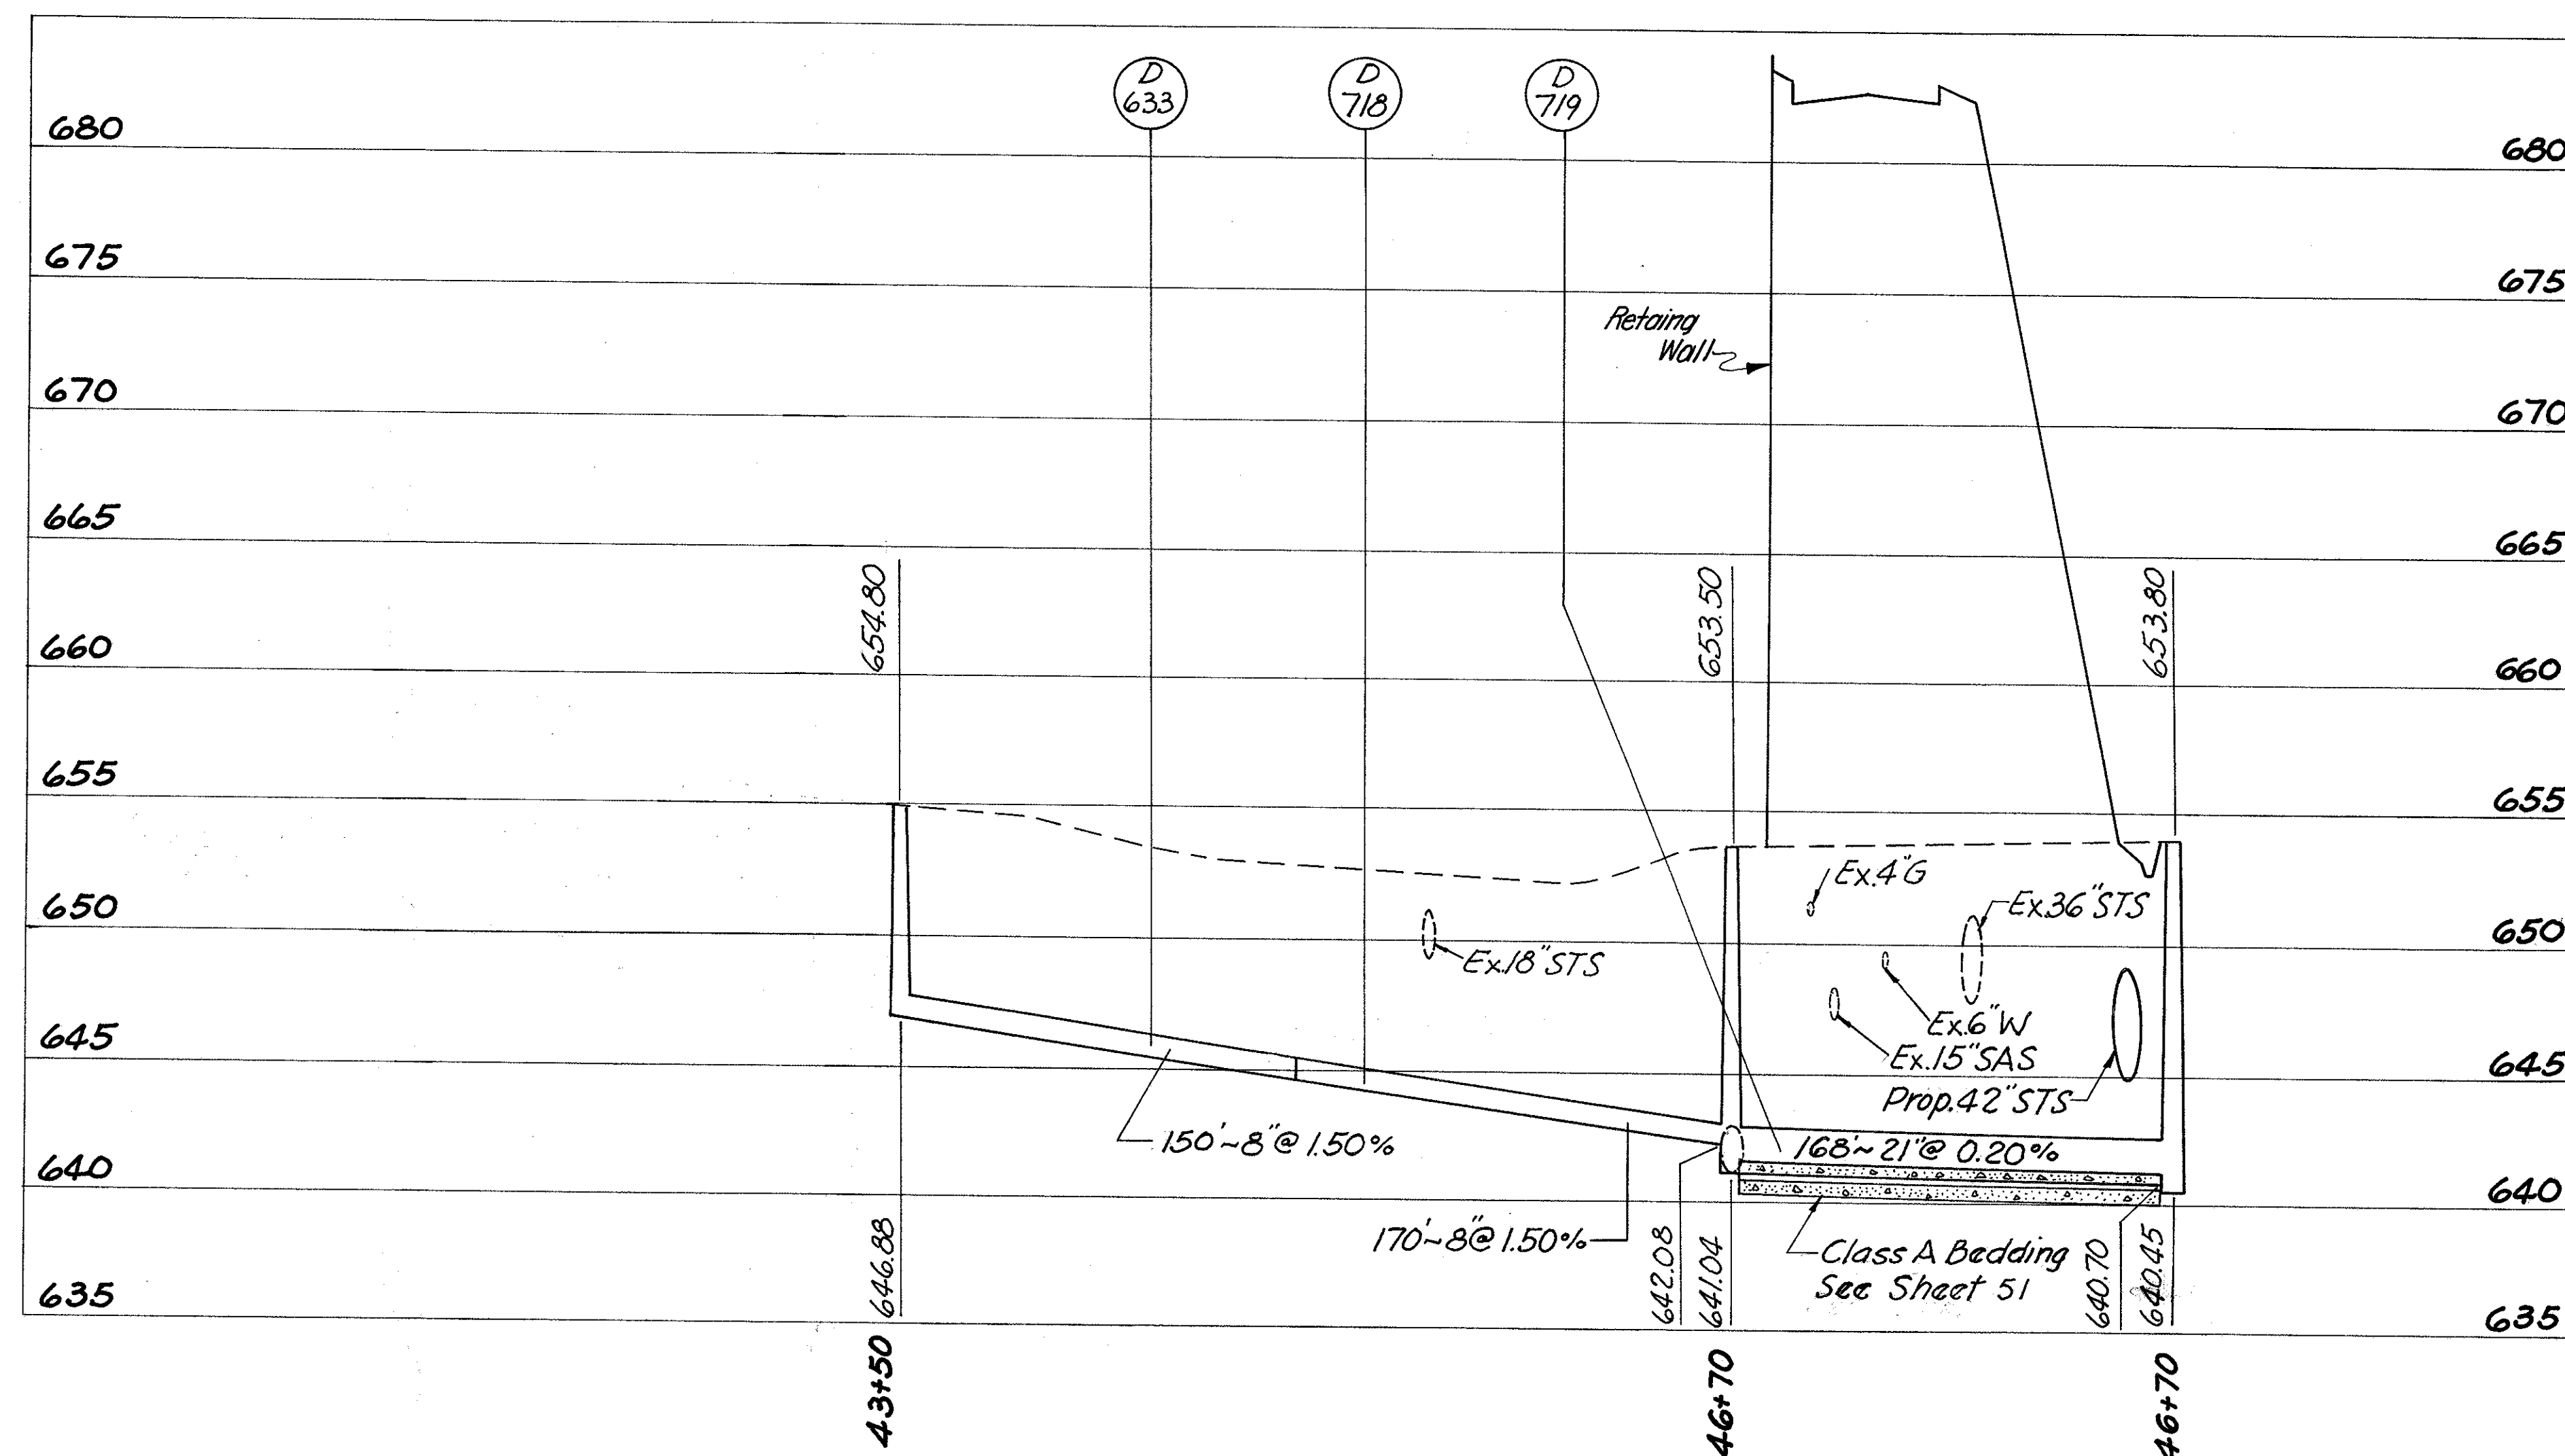 D
633
D
718
D
719
680
680
675
675
Retaing
Wall
670
670
665
665
654.80
653.50
653.80
660
660
655
655
Ex.4"G
Ex.36"STS
650
650
Ex.18"STS
Ex.6"W
Ex.15"SAS
645
645
Prop.42"STS
150'~8"@ 1.50%
168'~21"@ 0.20%
640
640
170'~8"@ 1.50%
Class A Bedding
See Sheet 51
646.88
642.08
641.04
640.70
640.45
635
635
43+50
46+70
46+70